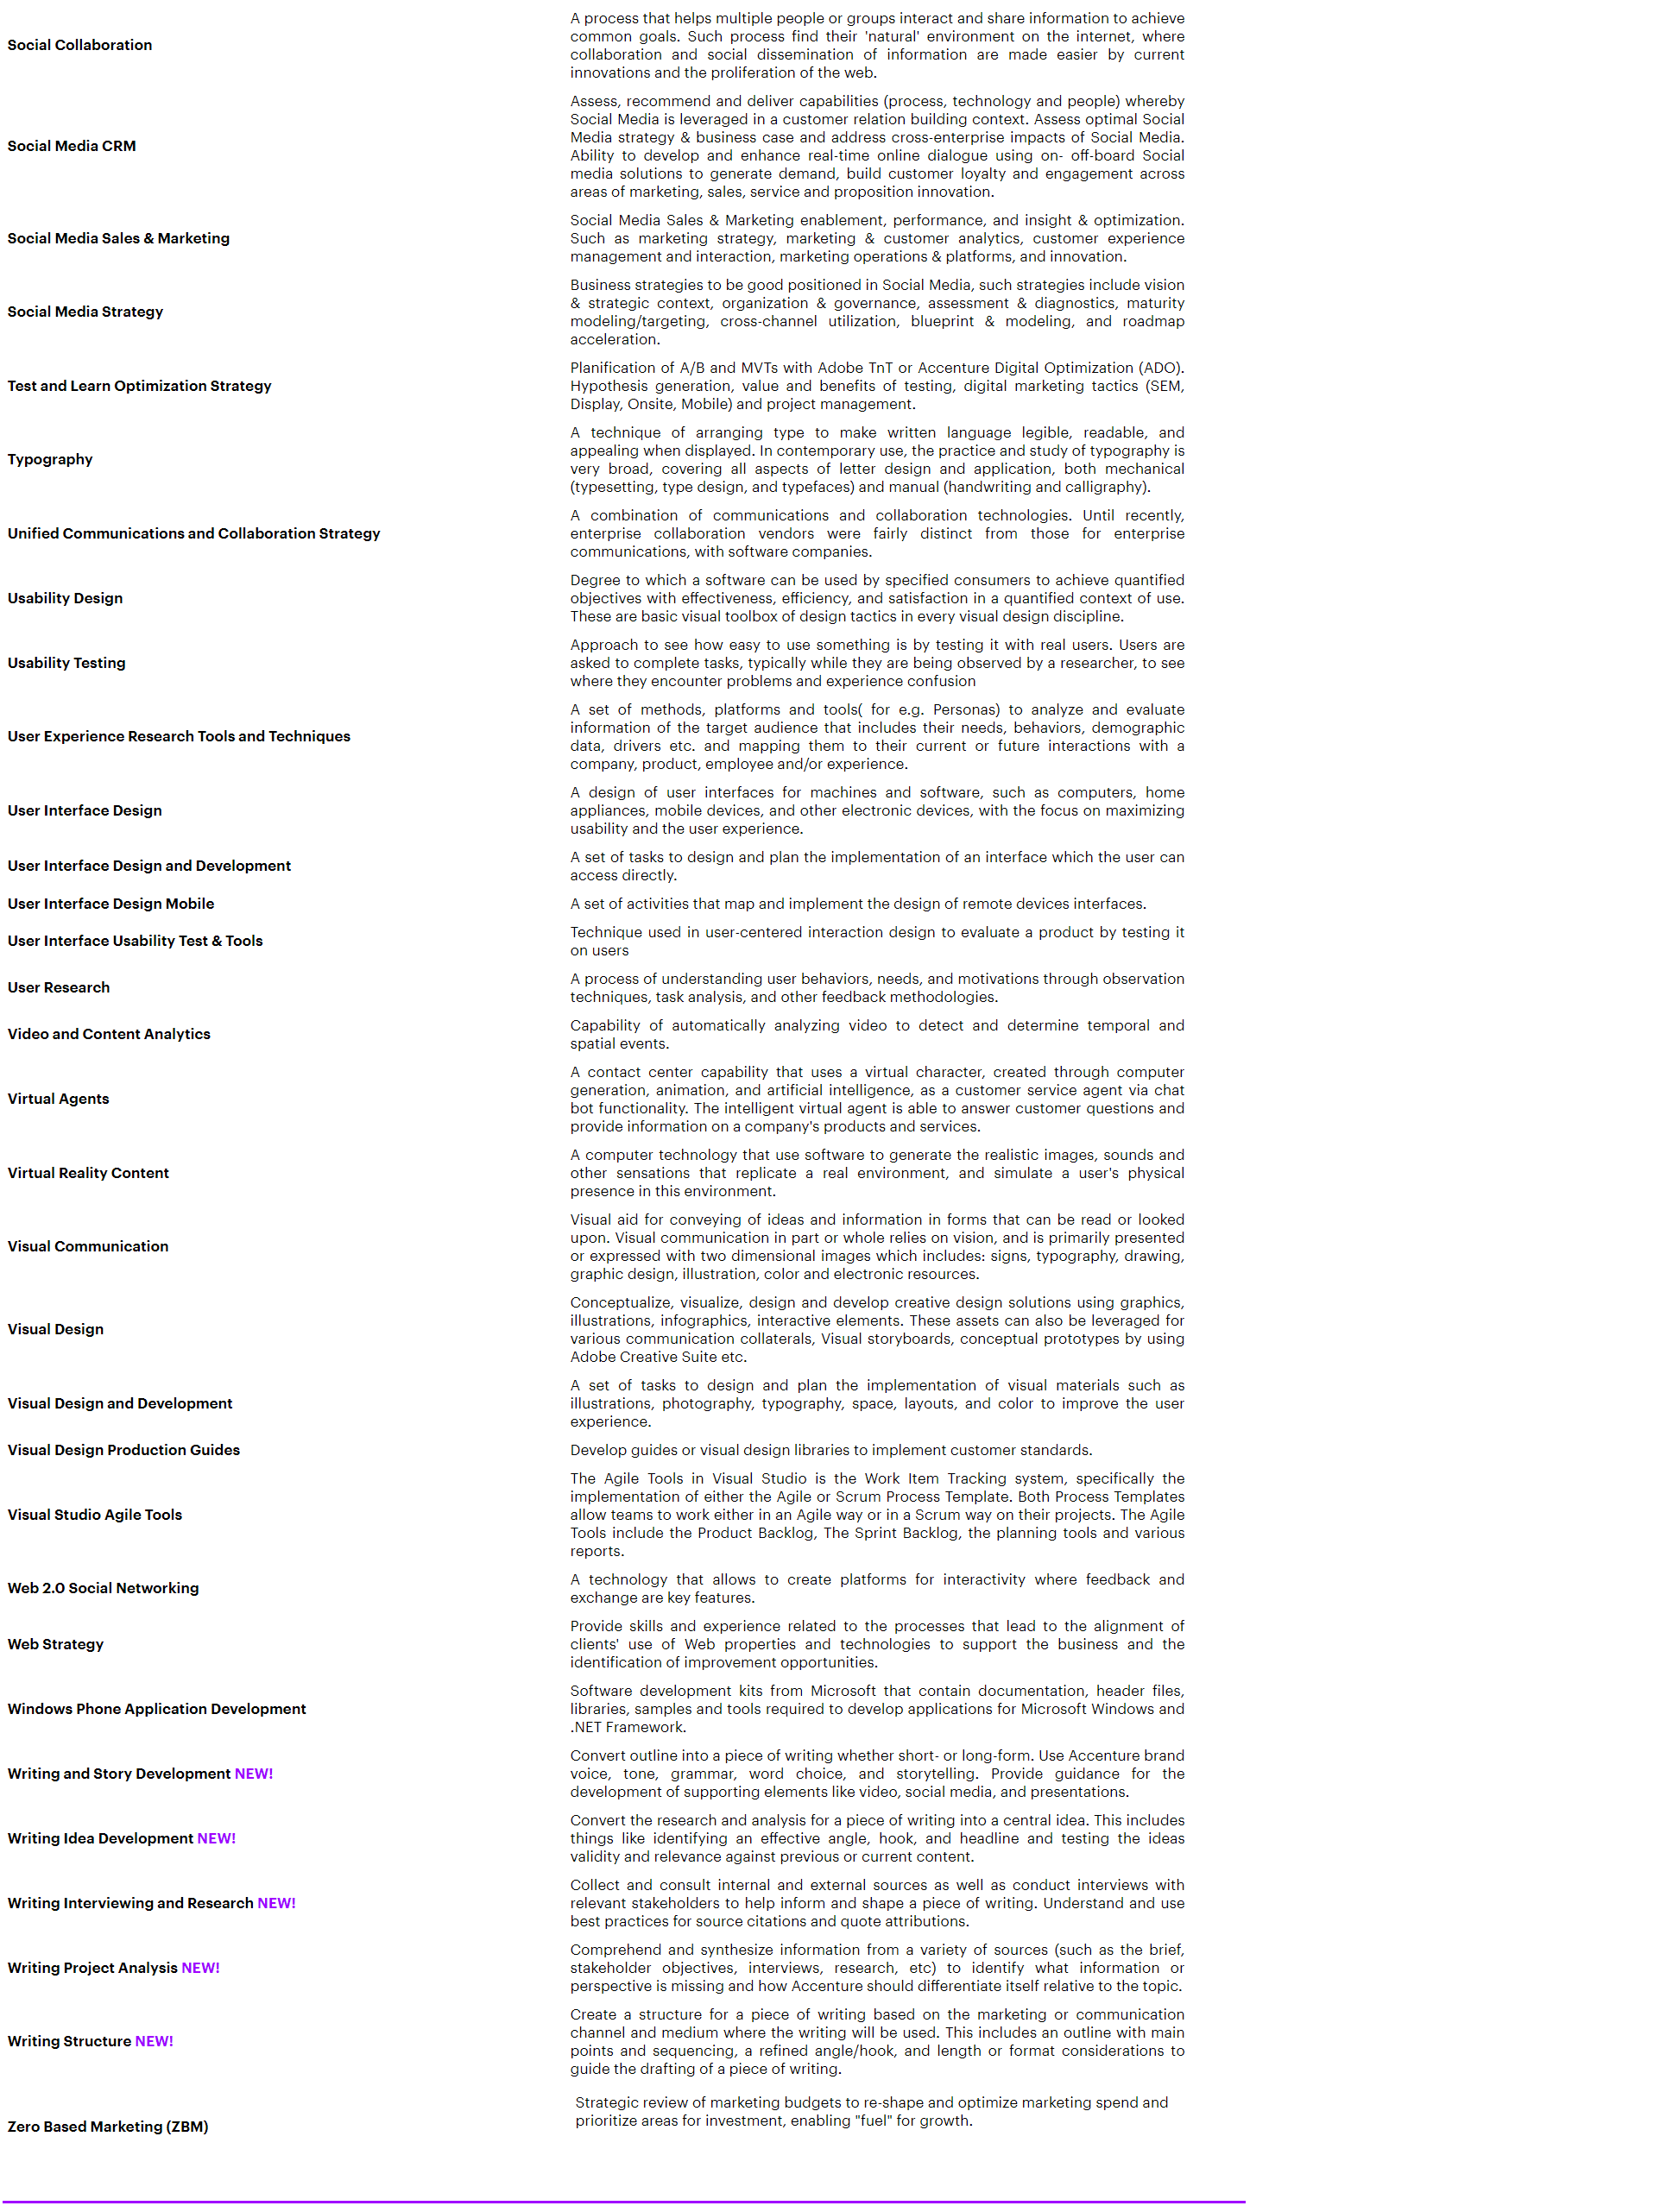 Social Collaboration
A process that helps multiple people or groups interact and share information to achieve
common goals. Such process find their 'natural' environment on the internet, where
collaboration and social dissemination of information are made easier by current
innovations and the proliferation of the web.
Social Media CRM
Assess, recommend and deliver capabilities (process, technology and people) whereby
Social Media is leveraged in a customer relation building context. Assess optimal Social
Media strategy & business case and address cross-enterprise impacts of Social Media.
Ability to develop and enhance real-time online dialogue using on- off-board Social
media solutions to generate demand, build customer loyalty and engagement across
areas of marketing, sales, service and proposition innovation.
Social Media Sales & Marketing
Social Media Sales & Marketing enablement, performance, and insight & optimization.
Such as marketing strategy, marketing & customer analytics, customer experience
management and interaction, marketing operations & platforms, and innovation.
Social Media Strategy
Business strategies to be good positioned in Social Media, such strategies include vision
& strategic context, organization & governance, assessment & diagnostics, maturity
modeling/targeting, cross-channel utilization, blueprint & modeling, and roadmap
acceleration.
Test and Learn Optimization Strategy
Planification of A/B and MVTs with Adobe TnT or Accenture Digital Optimization (ADO).
Hypothesis generation, value and benefits of testing, digital marketing tactics (SEM,
Display, Onsite, Mobile) and project management.
Typography
A technique of arranging type to make written language legible, readable, and
appealing when displayed. In contemporary use, the practice and study of typography is
very broad, covering all aspects of letter design and application, both mechanical
(typesetting, type design, and typefaces) and manual (handwriting and calligraphy).
Unified Communications and Collaboration Strategy
A combination of communications and collaboration technologies. Until recently,
enterprise collaboration vendors were fairly distinct from those for enterprise
communications, with software companies.
Usability Design
Degree to which a software can be used by specified consumers to achieve quantified
objectives with effectiveness, efficiency, and satisfaction in a quantified context of use.
These are basic visual toolbox of design tactics in every visual design discipline.
Usability Testing
Approach to see how easy to use something is by testing it with real users. Users are
asked to complete tasks, typically while they are being observed by a researcher, to see
where they encounter problems and experience confusion
User Experience Research Tools and Techniques
A set of methods, platforms and tools( for e.g. Personas) to analyze and evaluate
information of the target audience that includes their needs, behaviors, demographic
data, drivers etc. and mapping them to their current or future interactions with a
company, product, employee and/or experience.
User Interface Design
A design of user interfaces for machines and software, such as computers, home
appliances, mobile devices, and other electronic devices, with the focus on maximizing
usability and the user experience.
User Interface Design and Development
A set of tasks to design and plan the implementation of an interface which the user can
access directly.
User Interface Design Mobile
A set of activities that map and implement the design of remote devices interfaces.
User Interface Usability Test & Tools
Technique used in user-centered interaction design to evaluate a product by testing it
on users
User Research
A process of understanding user behaviors, needs, and motivations through observation
techniques, task analysis, and other feedback methodologies.
Video and Content Analytics
Capability of automatically analyzing video to detect and determine temporal and
spatial events.
Virtual Agents
A contact center capability that uses a virtual character, created through computer
generation, animation, and artificial intelligence, as a customer service agent via chat
bot functionality. The intelligent virtual agent is able to answer customer questions and
provide information on a company's products and services.
Virtual Reality Content
A computer technology that use software to generate the realistic images, sounds and
other sensations that replicate a real environment, and simulate a user's physical
presence in this environment.
Visual Communication
Visual aid for conveying of ideas and information in forms that can be read or looked
upon. Visual communication in part or whole relies on vision, and is primarily presented
or expressed with two dimensional images which includes: signs, typography, drawing,
graphic design, illustration, color and electronic resources.
Visual Design
Conceptualize, visualize, design and develop creative design solutions using graphics,
illustrations, infographics, interactive elements. These assets can also be leveraged for
various communication collaterals, Visual storyboards, conceptual prototypes by using
Adobe Creative Suite etc.
Visual Design and Development
A set of tasks to design and plan the implementation of visual materials such as
illustrations, photography, typography, space, layouts, and color to improve the user
experience.
Visual Design Production Guides
Develop guides or visual design libraries to implement customer standards.
Visual Studio Agile Tools
The Agile Tools in Visual Studio is the Work Item Tracking system, specifically the
implementation of either the Agile or Scrum Process Template. Both Process Templates
allow teams to work either in an Agile way or in a Scrum way on their projects. The Agile
Tools include the Product Backlog, The Sprint Backlog, the planning tools and various
reports.
Web 2.0 Social Networking
A technology that allows to create platforms for interactivity where feedback and
exchange are key features.
Web Strategy
Provide skills and experience related to the processes that lead to the alignment of
clients' use of Web properties and technologies to support the business and the
identification of improvement opportunities.
Windows Phone Application Development
Software development kits from Microsoft that contain documentation, header files,
libraries, samples and tools required to develop applications for Microsoft Windows and
.NET Framework.
Writing and Story Development NEW!
Convert outline into a piece of writing whether short- or long-form. Use Accenture brand
voice, tone, grammar, word choice, and storytelling. Provide guidance for the
development of supporting elements like video, social media, and presentations.
Writing Idea Development NEW!
Convert the research and analysis for a piece of writing into a central idea. This includes
things like identifying an effective angle, hook, and headline and testing the ideas
validity and relevance against previous or current content.
Writing Interviewing and Research NEW!
Collect and consult internal and external sources as well as conduct interviews with
relevant stakeholders to help inform and shape a piece of writing. Understand and use
best practices for source citations and quote attributions.
Writing Project Analysis NEW!
Comprehend and synthesize information from a variety of sources (such as the brief,
stakeholder objectives, interviews, research, etc) to identify what information or
perspective is missing and how Accenture should differentiate itself relative to the topic.
Writing Structure NEW!
Create a structure for a piece of writing based on the marketing or communication
channel and medium where the writing will be used. This includes an outline with main
points and sequencing, a refined angle/hook, and length or format considerations to
guide the drafting of a piece of writing.
Zero Based Marketing (ZBM)
Strategic review of marketing budgets to re-shape and optimize marketing spend and
prioritize areas for investment, enabling "fuel" for growth.